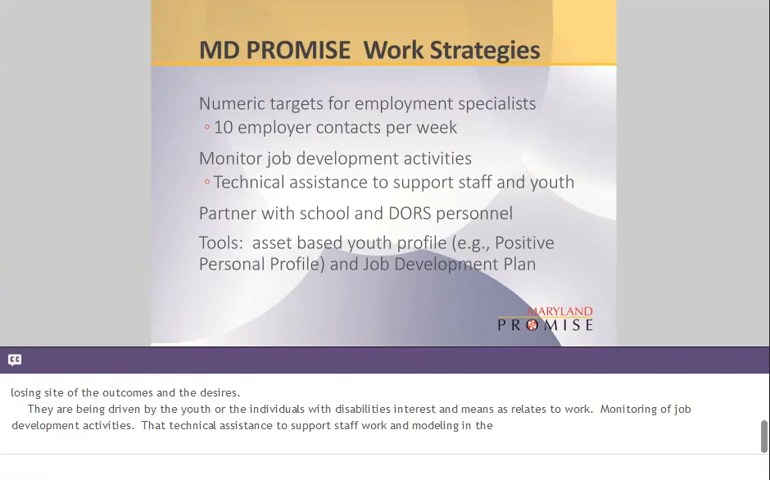 MD PROMISE Work Strategies
Numeric targets for employment specialists
◦ 10 employer contacts per week
Monitor job development activities
◦ Technical assistance to support staff and youth
Partner with school and DORS personnel
Tools: asset based youth profile (e.g., Positive
Personal Profile) and Job Development Plan
MARYLAND
PROMISE
CC
losing site of the outcomes and the desires.
They are being driven by the youth or the individuals with disabilities interest and means as relates to work. Monitoring of job
development activities. That technical assistance to support staff work and modeling in the